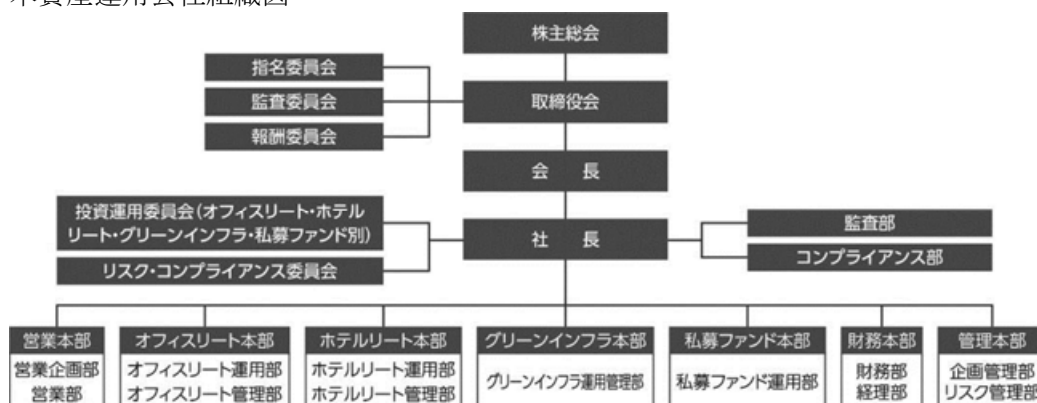 株主総会
指名委員会
監査委員会
報酬委員会
取締役会
会　長
投資運用委員会(オフィスリート・ホテル
リート・グリーンインフラ・私募ファンド別)
リスク・コンプライアンス委員会
社　長
監査部
コンプライアンス部
営業本部
営業企画部
営業部
オフィスリート本部
オフィスリート運用部
オフィスリート管理部
ホテルリート本部
ホテルリート運用部
ホテルリート管理部
グリーンインフラ本部
グリーンインフラ運用管理部
私募ファンド本部
私募ファンド運用部
財務本部
財務部
経理部
管理本部
企画管理部
リスク管理部